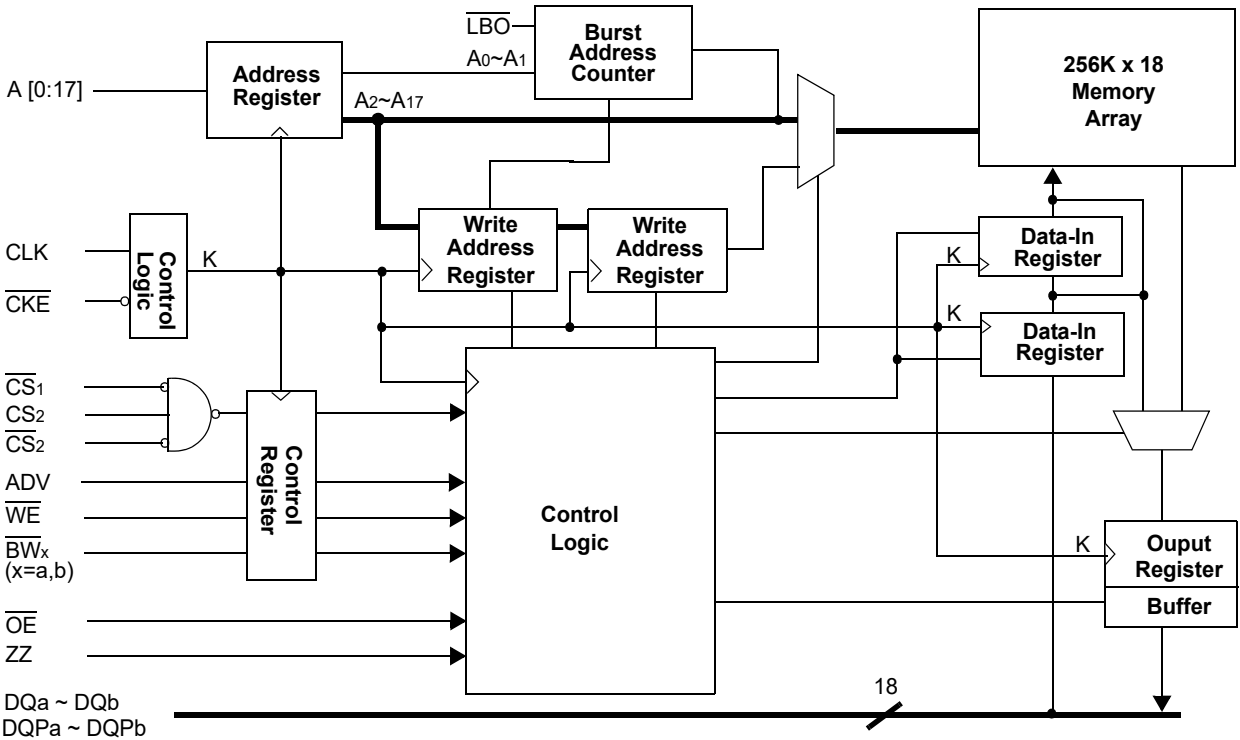 LBO
A0~A1
Burst
Address
Counter
256K x 18
Memory
Array
A [0:17]
Address
Register
A2~A17
Write
Address
Register
Write
Address
Register
CLK
CKE
Control
Logic
K
K
Data-In
Register
K
Data-In
Register
CS1
CS2
CS2
ADV
WE
BWx
(x=a,b)
OE
ZZ
Control
Register
Control
Logic
K
Ouput
Register
Buffer
DQa ~ DQb
DQPa ~ DQPb
18